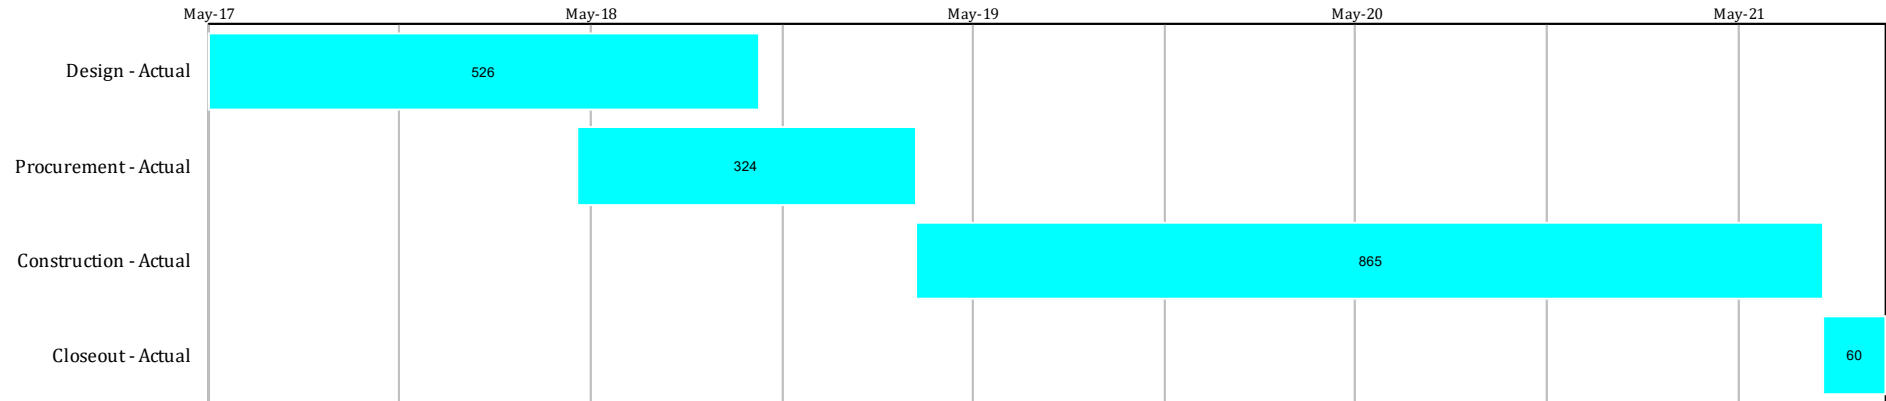 May-17 May-18 May-19 May-20 May-21
Design - Actual 526
Procurement - Actual 324
Construction - Actual 865
Closeout - Actual 60